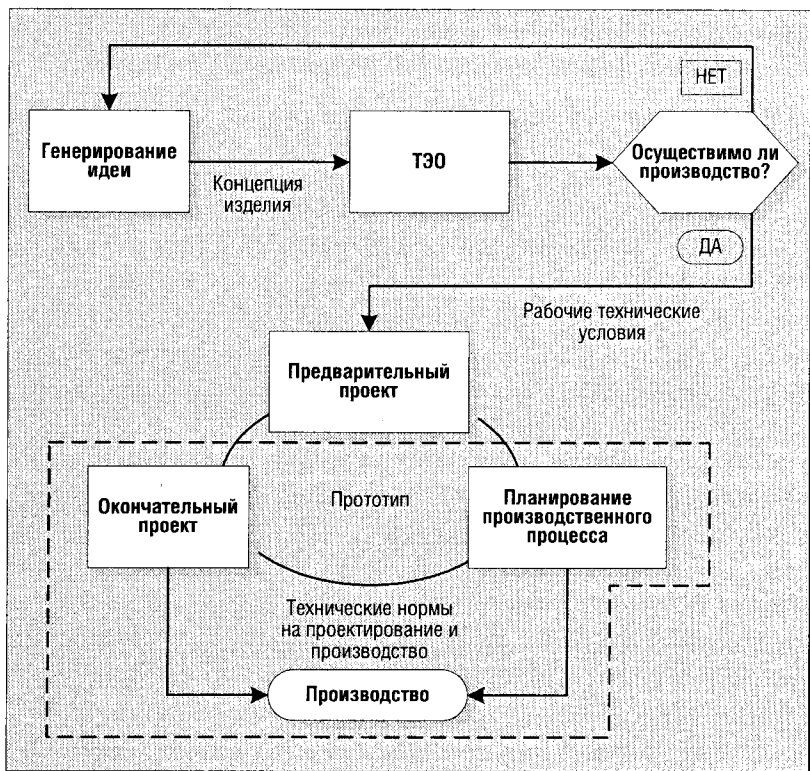 НЕТ
Генерирование
идеи
Концепция
изделия
ТЭО
Осуществимо ли
производство?
ДА
Рабочие технические
условия
Предварительный
проект
Окончательный
проект
Прототип
Планирование
производственного
процесса
Технические нормы
на проектирование и
производство
Производство